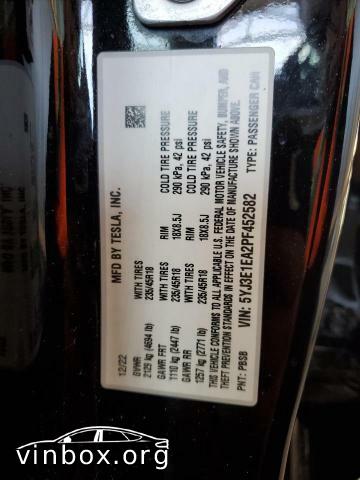 MFD BY TESLA, INC.
12/22
GVWR
2129 kg (4694 lb)
GAWR FR
1110 kg (2447 lb)
GAWR RR
1257 kg (2771 lb)
WITH TIRES
235/45R18
WITH TIRES
235/45R18
WITH TIRES
235/45R18
RIM
18X8.5J
RIM
18X8.5J
COLD TIRE PRESSURE
290 kPa, 42 psi
COLD TIRE PRESSURE
290 kPa, 42 psi
THIS VEHICLE CONFORMS TO ALL APPLICABLE U.S. FEDERAL MOTOR VEHICLE SAFETY, BUMPER, AND
THEFT PREVENTION STANDARDS IN EFFECT ON THE DATE OF MANUFACTURE SHOWN ABOVE.
VIN: 5YJ3E1EA2PF452582
PNT: PBSB
TYPE: PASSENGER CAR
vinbox.org